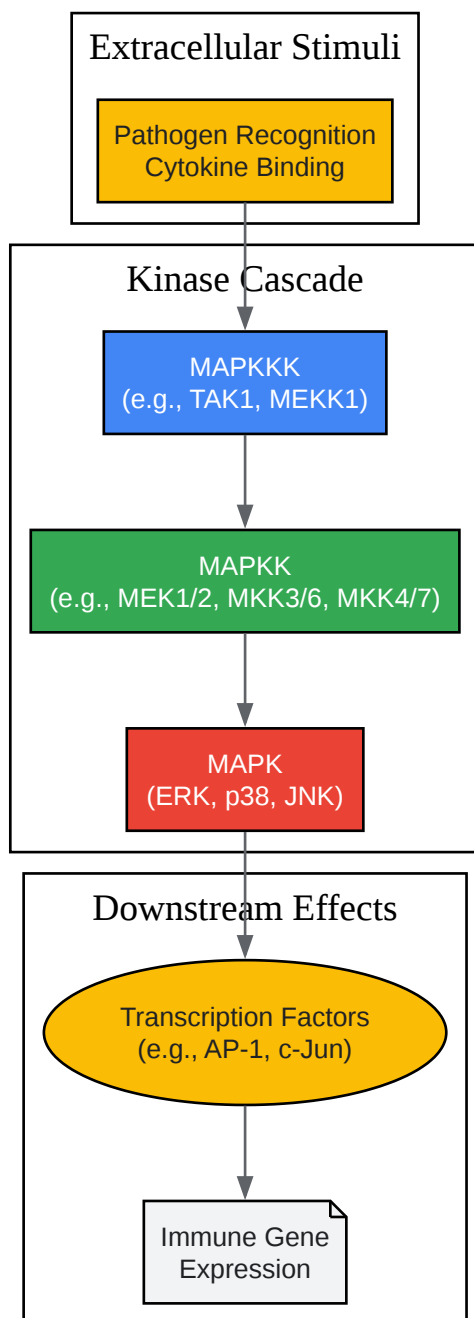 Extracellular Stimuli
Pathogen Recognition
Cytokine Binding
Kinase Cascade
MAPKKK
(e.g., TAK1, MEKK1)
MAPKK
(e.g., MEK1/2, MKK3/6, MKK4/7)
MAPK
(ERK, p38, JNK)
Downstream Effects
Transcription Factors
(e.g., AP-1, c-Jun)
Immune Gene
Expression